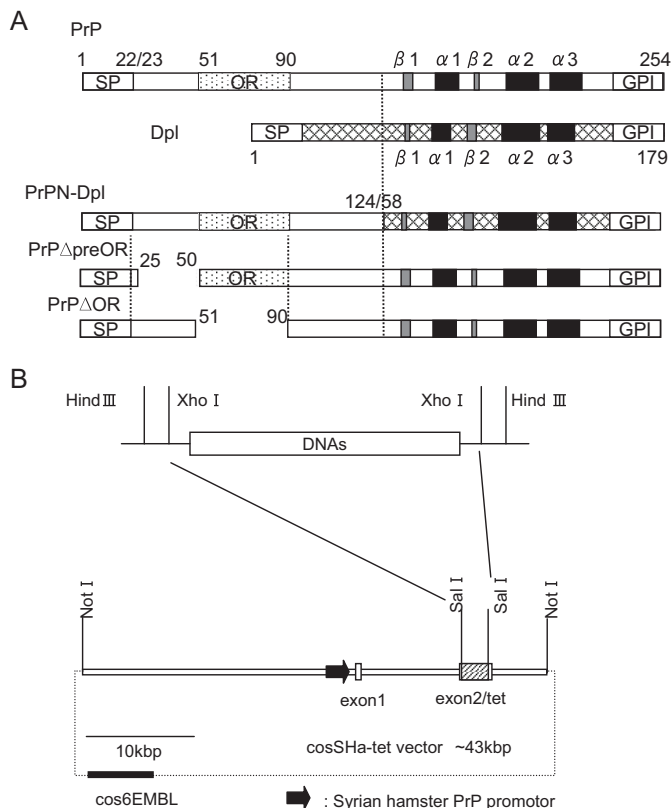 A
PrP
1 22/23 51 90 β1 α1 β2 α2 α3 254
SP OR GPI
Dpl SP GPI
1 β1 α1 β2 α2 α3 179
PrPN-Dpl 124/58
SP OR GPI
PrPΔpreOR
SP 25 50 OR GPI
PrPΔOR
SP 51 90 GPI
B
Hind III Xho I Xho I Hind III
DNAs
Not I Sal I Sal I Not I
exon1 exon2/tet
10kbp cosSHa-tet vector ~43kbp
cos6EMBL : Syrian hamster PrP promotor